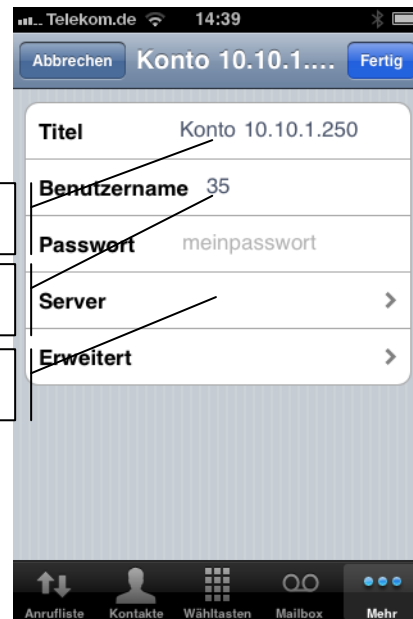 ... Telekom.de 14:39
Abbrechen Konto 10.10.1.... Fertig
Titel Konto 10.10.1.250
Benutzername 35
Passwort meinpasswort
Server
Erweitert
Anrufliste Kontakte Wähltasten Mailbox Mehr